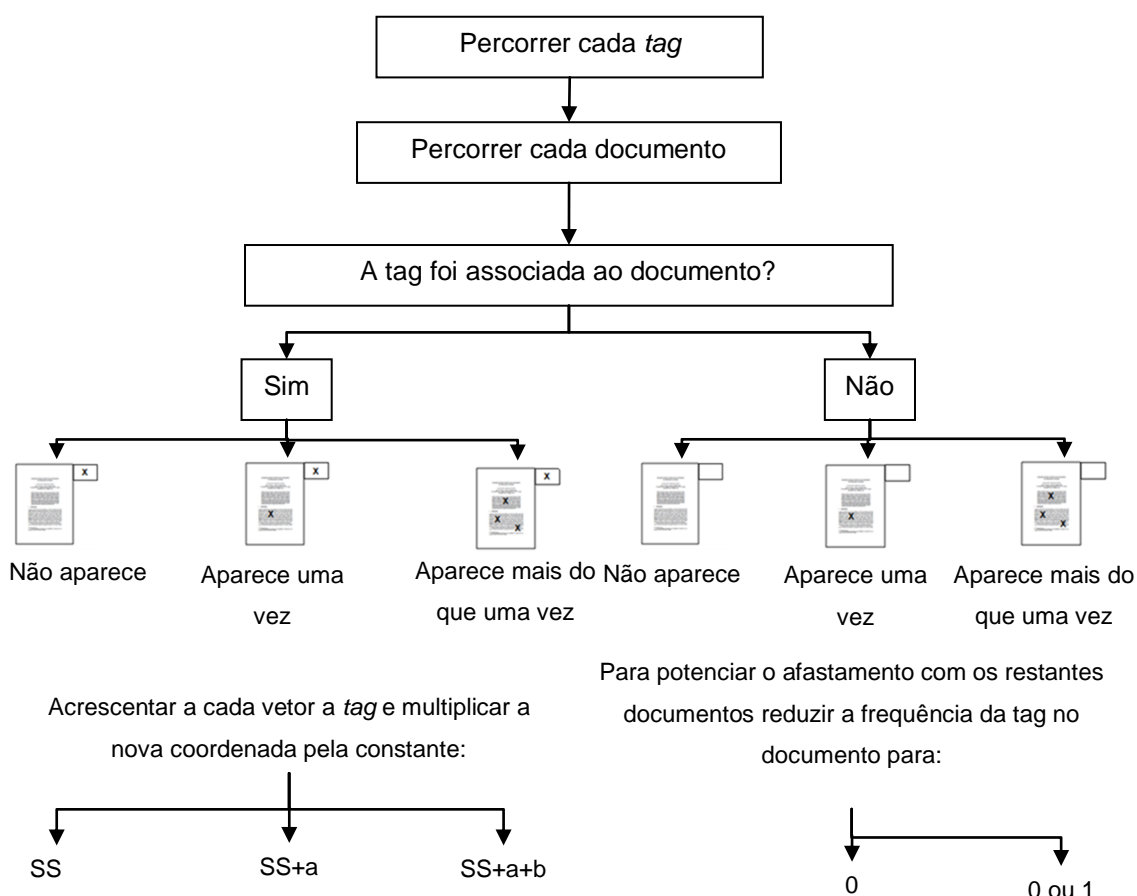 Percorrer cada tag
Percorrer cada documento
A tag foi associada ao documento?
Sim
Não
X
X
X
X
X
X
X
X
X
X
X
Não aparece
Aparece uma
vez
Aparece mais do
que uma vez
Não aparece
Aparece uma
vez
Aparece mais do
que uma vez
Acrescentar a cada vetor a tag e multiplicar a
nova coordenada pela constante:
Para potenciar o afastamento com os restantes
documentos reduzir a frequência da tag no
documento para:
SS
SS+a
SS+a+b
0
0 ou 1